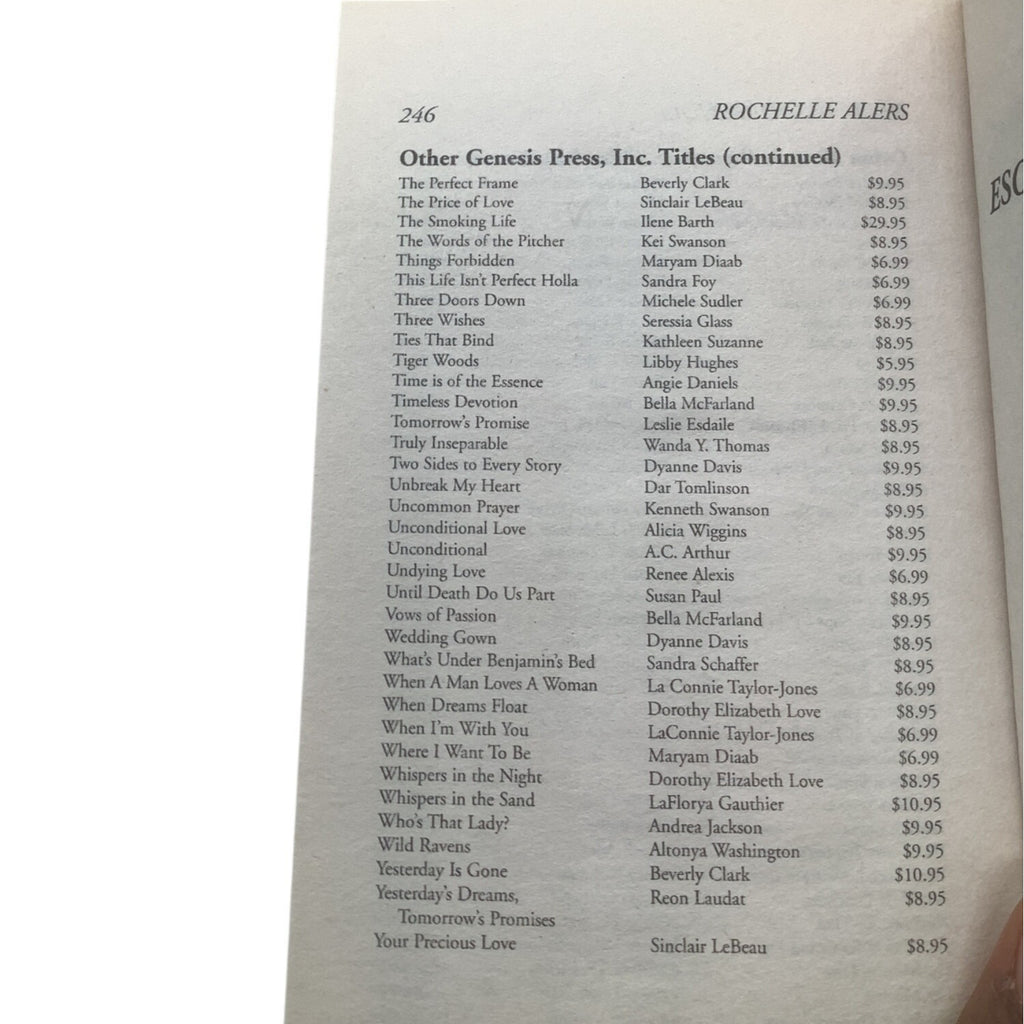 246 ROCHELLE ALERS
Other Genesis Press, Inc. Titles (continued)
The Perfect Frame Beverly Clark $9.95
The Price of Love Sinclair LeBeau $8.95
The Smoking Life Ilene Barth $29.95
The Words of the Pitcher Kei Swanson $8.95
Things Forbidden Maryam Diaab $6.99
This Life Isn't Perfect Holla Sandra Foy $6.99
Three Doors Down Michele Sudler $6.99
Three Wishes Seressia Glass $8.95
Ties That Bind Kathleen Suzanne $8.95
Tiger Woods Libby Hughes $5.95
Time is of the Essence Angie Daniels $9.95
Timeless Devotion Bella McFarland $9.95
Tomorrow's Promise Leslie Esdaile $8.95
Truly Inseparable Wanda Y. Thomas $8.95
Two Sides to Every Story Dyanne Davis $9.95
Unbreak My Heart Dar Tomlinson $8.95
Uncommon Prayer Kenneth Swanson $9.95
Unconditional Love Alicia Wiggins $8.95
Unconditional A.C. Arthur $9.95
Undying Love Renee Alexis $6.99
Until Death Do Us Part Susan Paul $8.95
Vows of Passion Bella McFarland $9.95
Wedding Gown Dyanne Davis $8.95
What's Under Benjamin's Bed Sandra Schaffer $8.95
When A Man Loves A Woman La Connie Taylor-Jones $6.99
When Dreams Float Dorothy Elizabeth Love $8.95
When I'm With You LaConnie Taylor-Jones $6.99
Where I Want To Be Maryam Diaab $6.99
Whispers in the Night Dorothy Elizabeth Love $8.95
Whispers in the Sand LaFlorya Gauthier $10.95
Who's That Lady? Andrea Jackson $9.95
Wild Ravens Altonya Washington $9.95
Yesterday Is Gone Beverly Clark $10.95
Yesterday's Dreams, Reon Laudat $8.95
Tomorrow's Promises
Your Precious Love Sinclair LeBeau $8.95